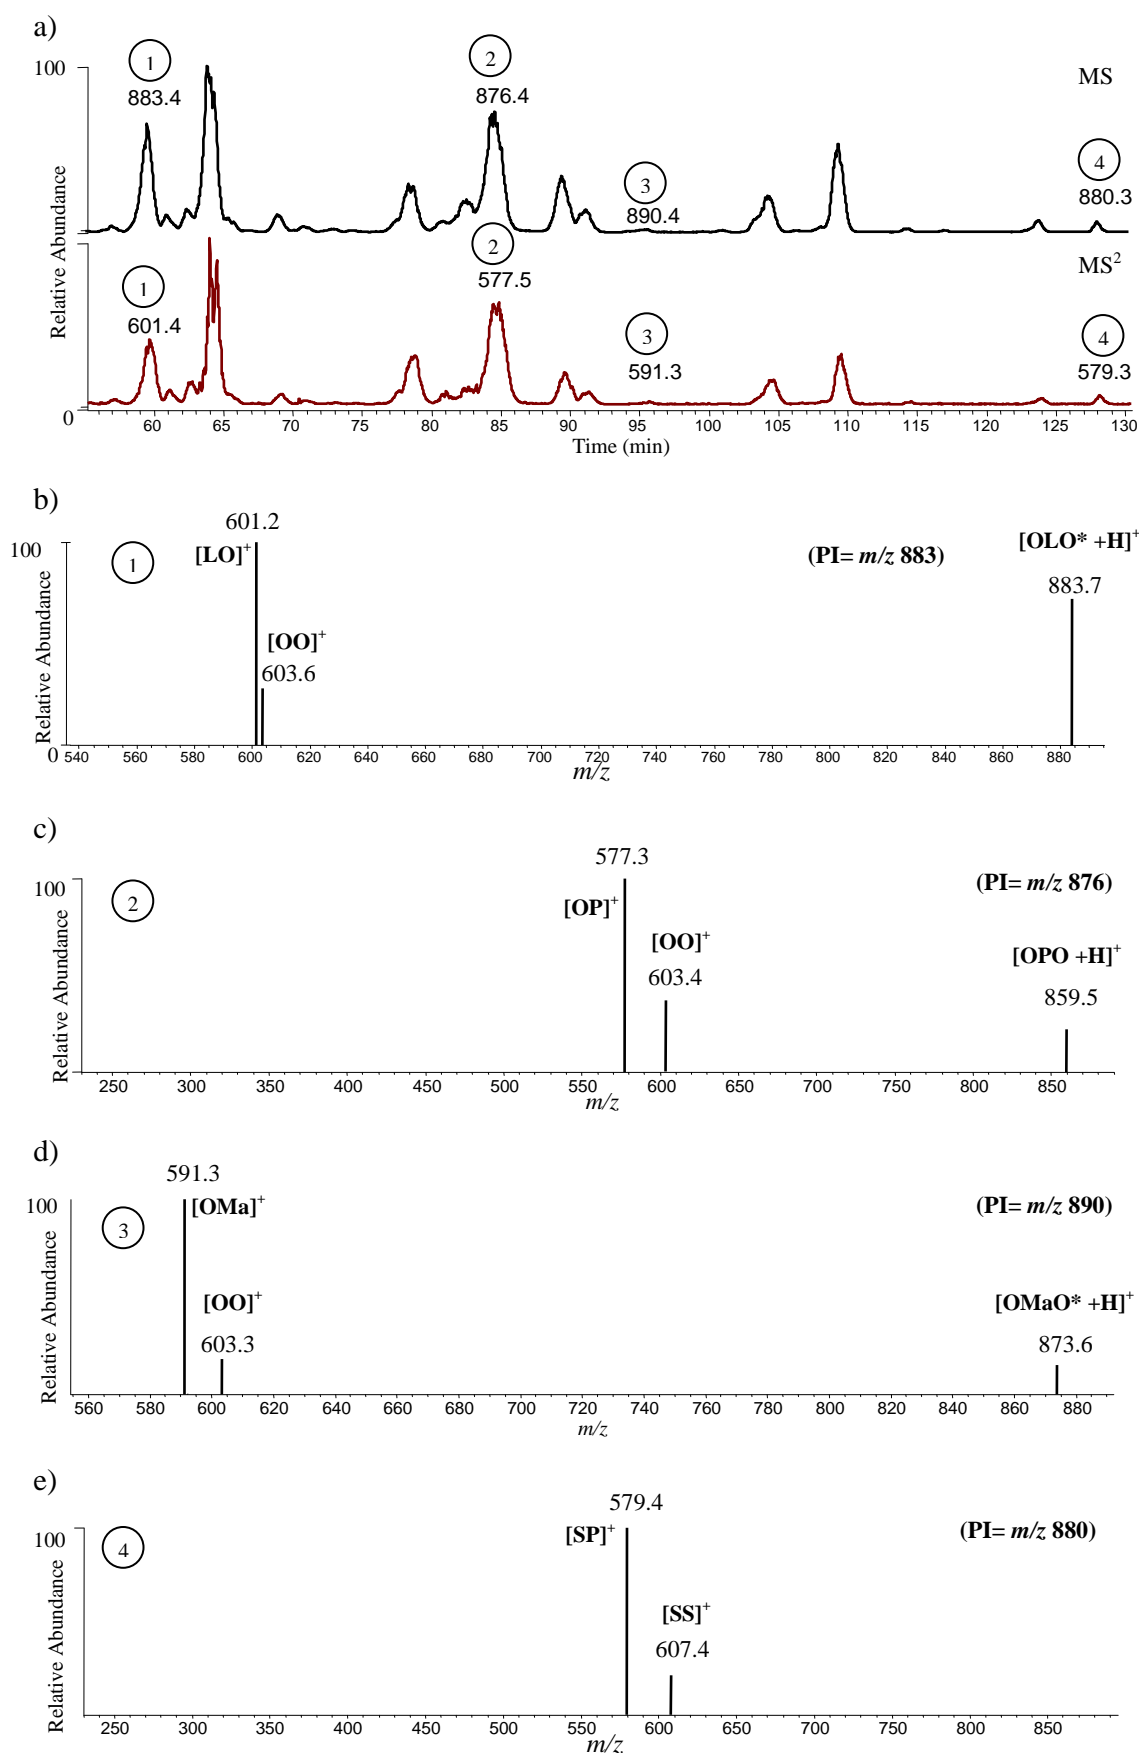 a)
1
883.4
2
876.4
MS
100
3
890.4
4
880.3
Relative Abundance
1
601.4
2
577.5
MS2
3
591.3
4
579.3
0
60 65 70 75 80 85 90 95 100 105 110 115 120 125 130
Time (min)
b)
601.2
100
1
[LO]+
(PI= m/z 883)
[OLO* +H]+
883.7
[OO]+
603.6
Relative Abundance
0
540 560 580 600 620 640 660 680 700 720 740 760 780 800 820 840 860 880
m/z
c)
577.3
100
2
(PI= m/z 876)
[OP]+
[OO]+
603.4
[OPO +H]+
859.5
Relative Abundance
250 300 350 400 450 500 550 600 650 700 750 800 850
m/z
d)
591.3
100
[OMa]+
(PI= m/z 890)
3
[OO]+
603.3
[OMaO* +H]+
873.6
Relative Abundance
560 580 600 620 640 660 680 700 720 740 760 780 800 820 840 860 880
m/z
e)
579.4
100
4
[SP]+
(PI= m/z 880)
[SS]+
607.4
Relative Abundance
250 300 350 400 450 500 550 600 650 700 750 800 850
m/z